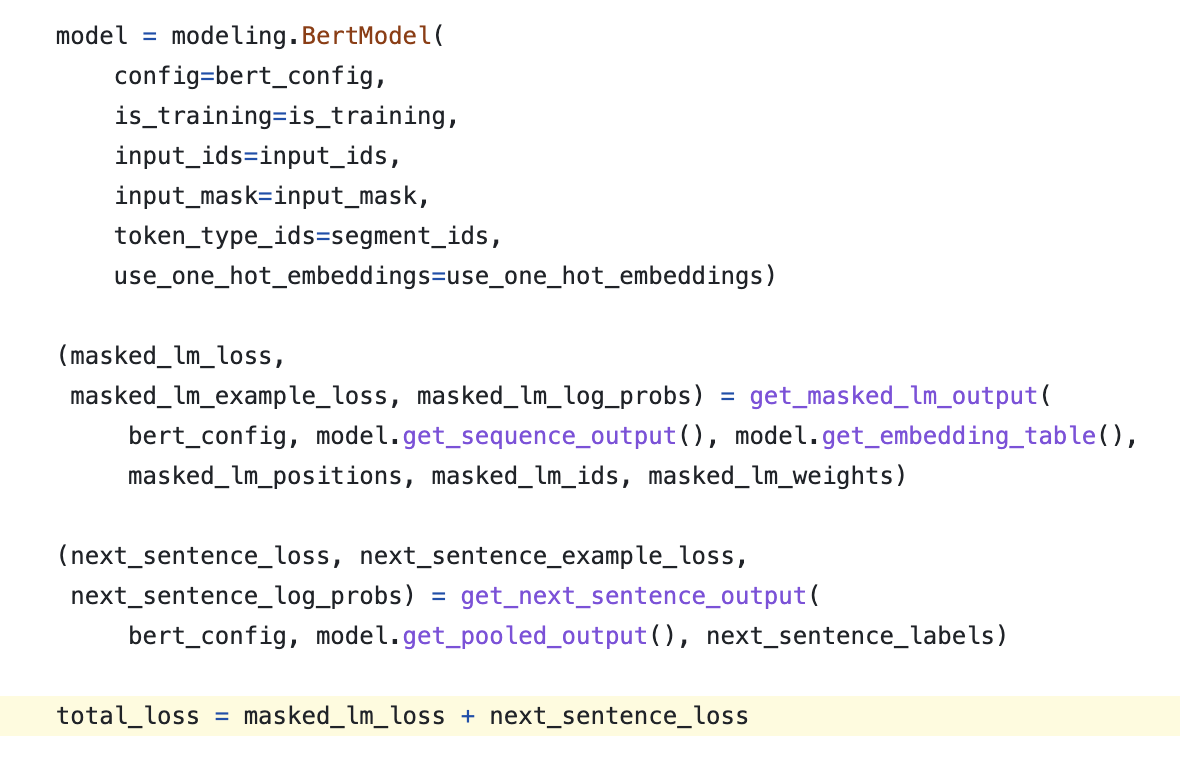 model = modeling.BertModel(
    config=bert_config,
    is_training=is_training,
    input_ids=input_ids,
    input_mask=input_mask,
    token_type_ids=segment_ids,
    use_one_hot_embeddings=use_one_hot_embeddings)

(masked_lm_loss,
 masked_lm_example_loss, masked_lm_log_probs) = get_masked_lm_output(
     bert_config, model.get_sequence_output(), model.get_embedding_table(),
     masked_lm_positions, masked_lm_ids, masked_lm_weights)

(next_sentence_loss, next_sentence_example_loss,
 next_sentence_log_probs) = get_next_sentence_output(
     bert_config, model.get_pooled_output(), next_sentence_labels)

total_loss = masked_lm_loss + next_sentence_loss